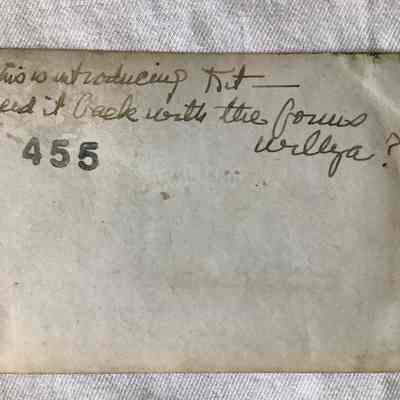 This is introducing Kit —
send it back with the forms
willya?
455